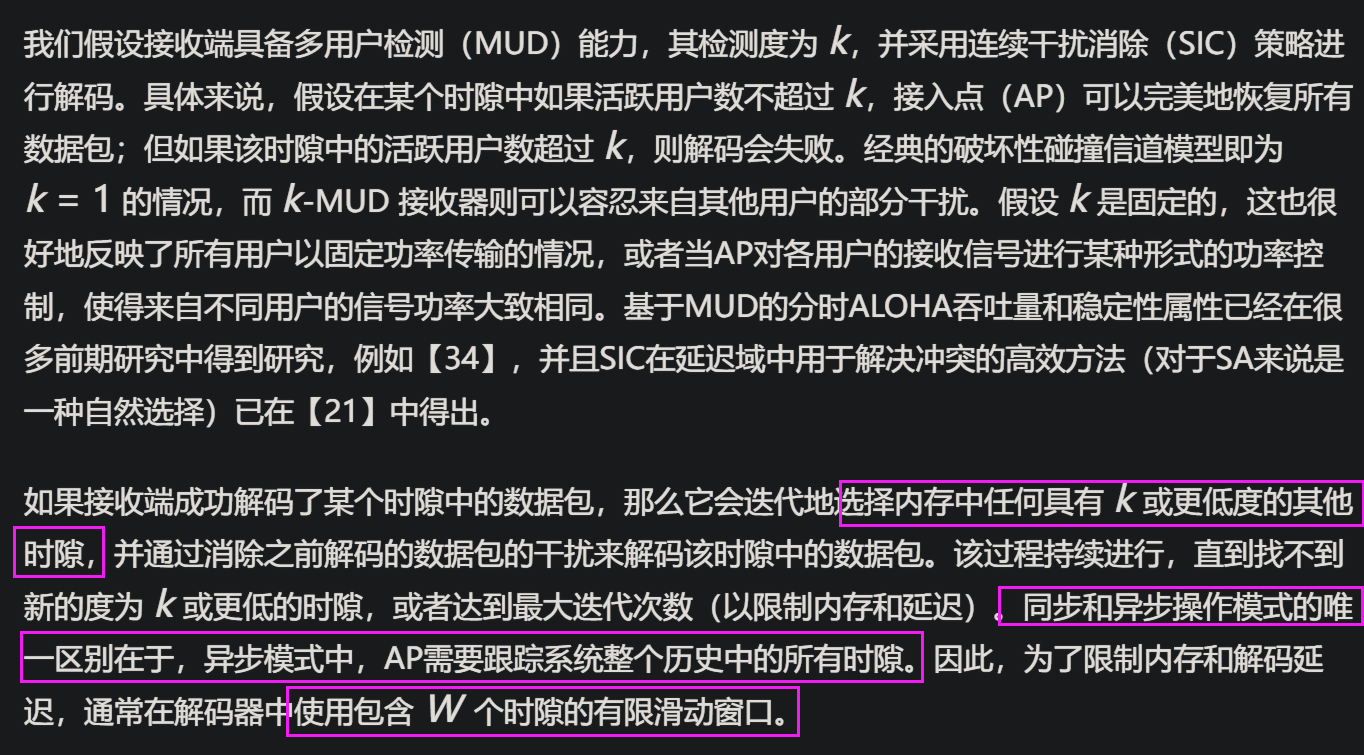 我们假设接收端具备多用户检测（MUD）能力，其检测度为 k，并采用连续干扰消除（SIC）策略进
行解码。具体来说，假设在某个时隙中如果活跃用户数不超过 k，接入点（AP）可以完美地恢复所有
数据包；但如果该时隙中的活跃用户数超过 k，则解码会失败。经典的破坏性碰撞信道模型即为
k = 1 的情况，而 k-MUD 接收器则可以容忍来自其他用户的部分干扰。假设 k 是固定的，这也很
好地反映了所有用户以固定功率传输的情况，或者当AP对各用户的接收信号进行某种形式的功率控
制，使得来自不同用户的信号功率大致相同。基于MUD的分时ALOHA吞吐量和稳定性属性已经在很
多前期研究中得到研究，例如【34】，并且SIC在延迟域中用于解决冲突的高效方法（对于SA来说是
一种自然选择）已在【21】中得出。
如果接收端成功解码了某个时隙中的数据包，那么它会迭代地选择内存中任何具有 k 或更低度的其他
时隙，并通过消除之前解码的数据包的干扰来解码该时隙中的数据包。该过程持续进行，直到找不到
新的度为 k 或更低的时隙，或者达到最大迭代次数（以限制内存和延迟）。同步和异步操作模式的唯
一区别在于，异步模式中，AP需要跟踪系统整个历史中的所有时隙。因此，为了限制内存和解码延
迟，通常在解码器中使用包含 W 个时隙的有限滑动窗口。